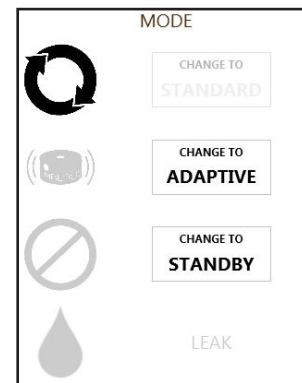 MODE
CHANGE TO
STANDARD
CHANGE TO
ADAPTIVE
CHANGE TO
STANDBY
LEAK